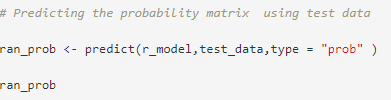 # Predicting the probability matrix  using test data
ran_prob <- predict(r_model,test_data,type = "prob" )
ran_prob